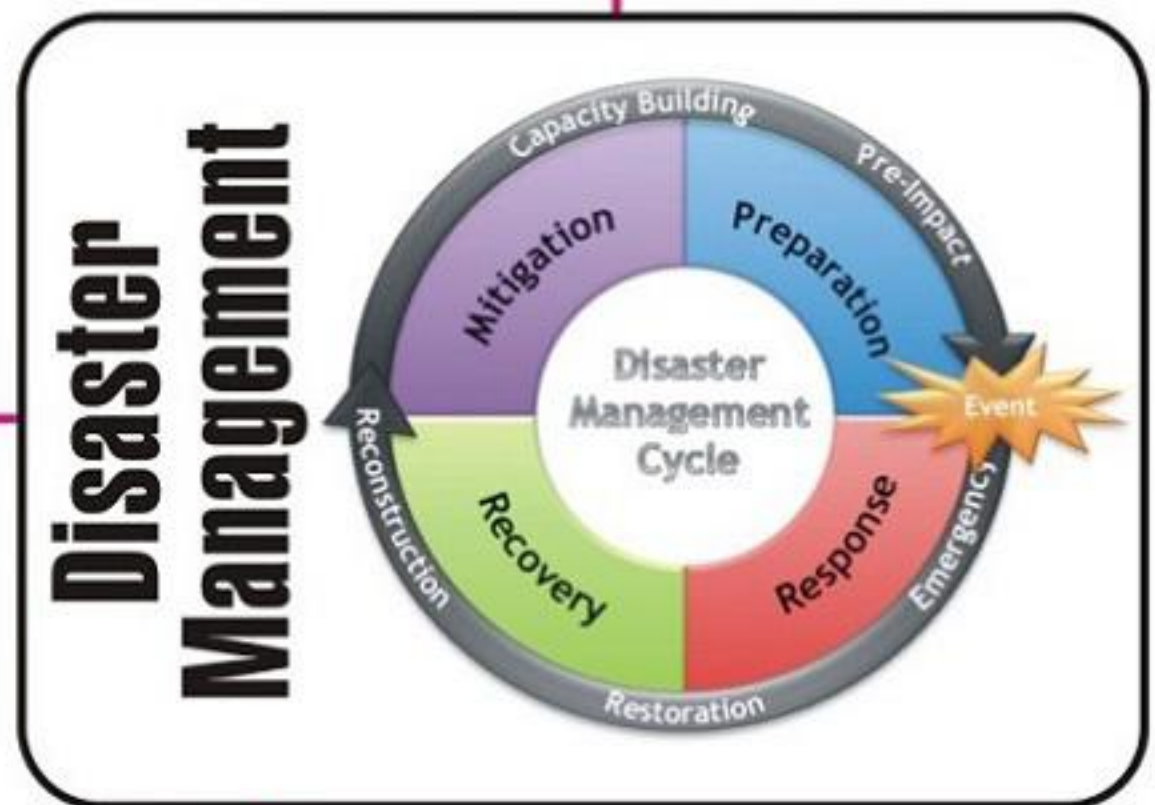 Disaster
Management
Capacity Building
Pre-Impact
Mitigation
Preparation
Disaster
Management
Cycle
Event
Reconstruction
Recovery
Response
Emergency
Restoration